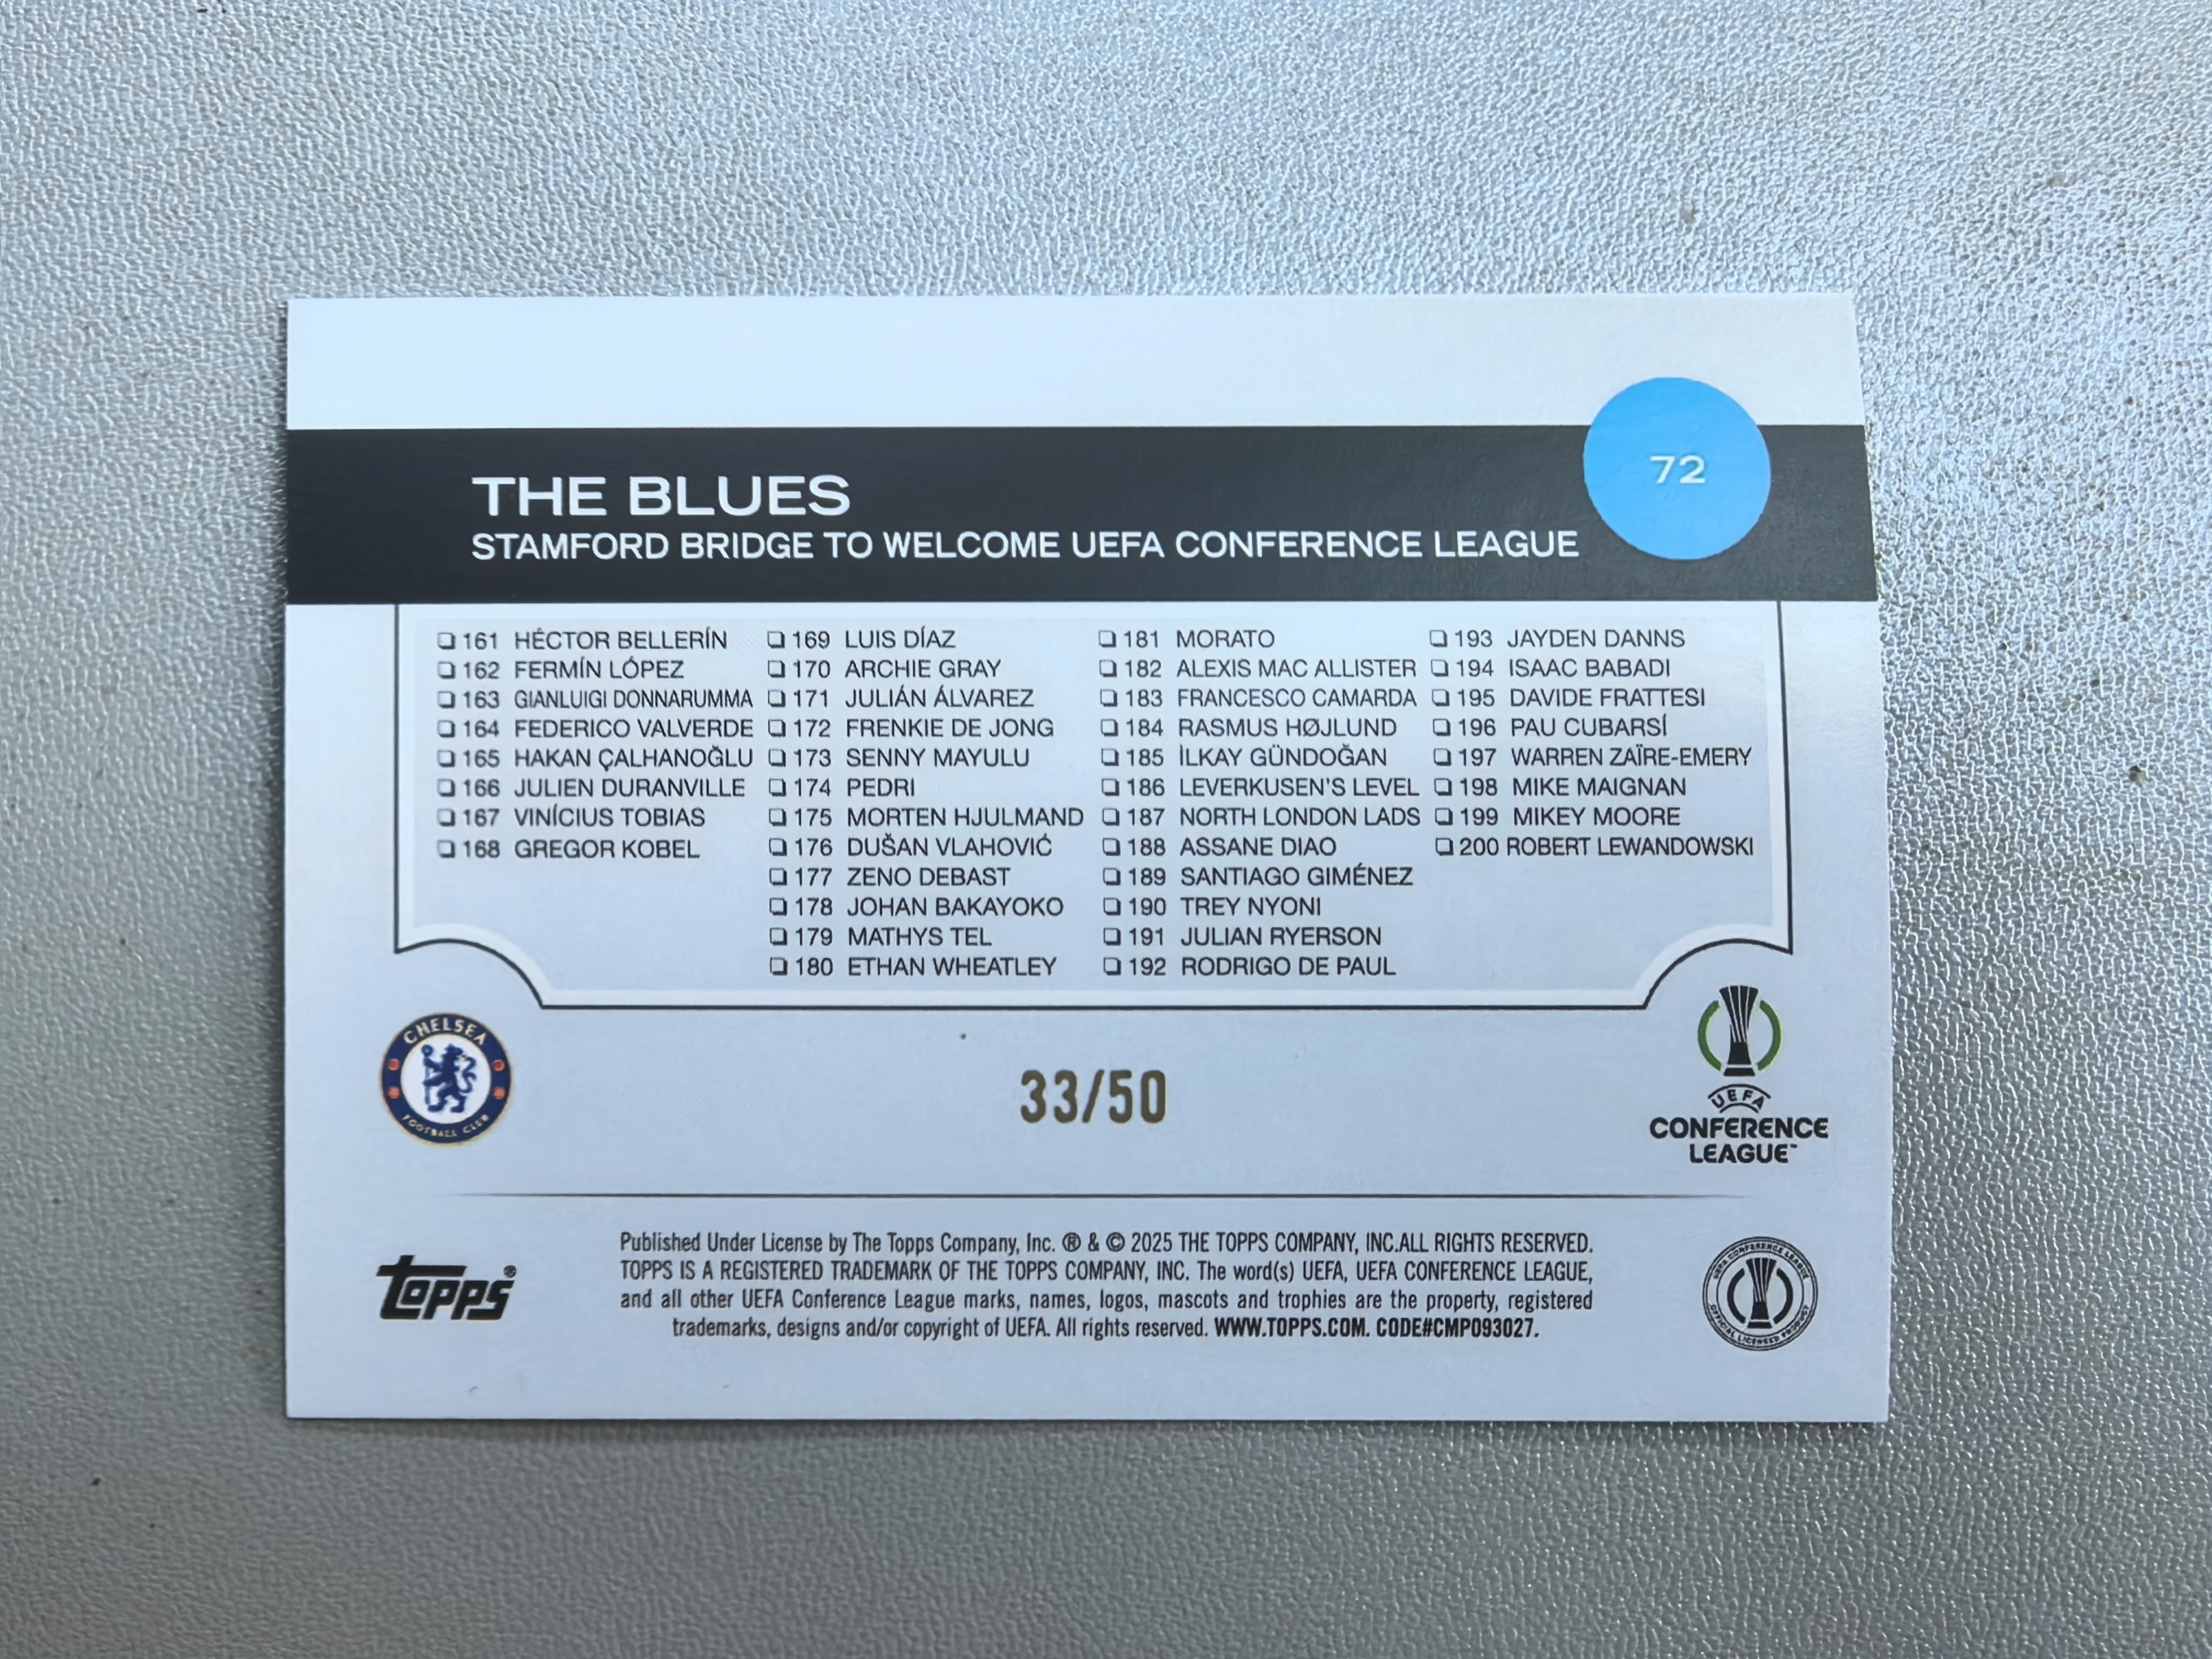 72
THE BLUES
STAMFORD BRIDGE TO WELCOME UEFA CONFERENCE LEAGUE
❏ 161 HÉCTOR BELLERÍN
❏ 162 FERMÍN LÓPEZ
❏ 163 GIANLUIGI DONNARUMMA
❏ 164 FEDERICO VALVERDE
❏ 165 HAKAN ÇALHANOĞLU
❏ 166 JULIEN DURANVILLE
❏ 167 VINÍCIUS TOBIAS
❏ 168 GREGOR KOBEL
❏ 169 LUIS DÍAZ
❏ 170 ARCHIE GRAY
❏ 171 JULIÁN ÁLVAREZ
❏ 172 FRENKIE DE JONG
❏ 173 SENNY MAYULU
❏ 174 PEDRI
❏ 175 MORTEN HJULMAND
❏ 176 DUŠAN VLAHOVIĆ
❏ 177 ZENO DEBAST
❏ 178 JOHAN BAKAYOKO
❏ 179 MATHYS TEL
❏ 180 ETHAN WHEATLEY
❏ 181 MORATO
❏ 182 ALEXIS MAC ALLISTER
❏ 183 FRANCESCO CAMARDA
❏ 184 RASMUS HØJLUND
❏ 185 İLKAY GÜNDOĞAN
❏ 186 LEVERKUSEN'S LEVEL
❏ 187 NORTH LONDON LADS
❏ 188 ASSANE DIAO
❏ 189 SANTIAGO GIMÉNEZ
❏ 190 TREY NYONI
❏ 191 JULIAN RYERSON
❏ 192 RODRIGO DE PAUL
❏ 193 JAYDEN DANNS
❏ 194 ISAAC BABADI
❏ 195 DAVIDE FRATTESI
❏ 196 PAU CUBARSÍ
❏ 197 WARREN ZAÏRE-EMERY
❏ 198 MIKE MAIGNAN
❏ 199 MIKEY MOORE
❏ 200 ROBERT LEWANDOWSKI
CHELSEA
FOOTBALL CLUB
33/50
UEFA
CONFERENCE
LEAGUE™
topps®
Published Under License by The Topps Company, Inc. ® & © 2025 THE TOPPS COMPANY, INC.ALL RIGHTS RESERVED.
TOPPS IS A REGISTERED TRADEMARK OF THE TOPPS COMPANY, INC. The word(s) UEFA, UEFA CONFERENCE LEAGUE,
and all other UEFA Conference League marks, names, logos, mascots and trophies are the property, registered
trademarks, designs and/or copyright of UEFA. All rights reserved. WWW.TOPPS.COM. CODE#CMP093027.
UEFA CONFERENCE LEAGUE
OFFICIAL LICENSED PRODUCT